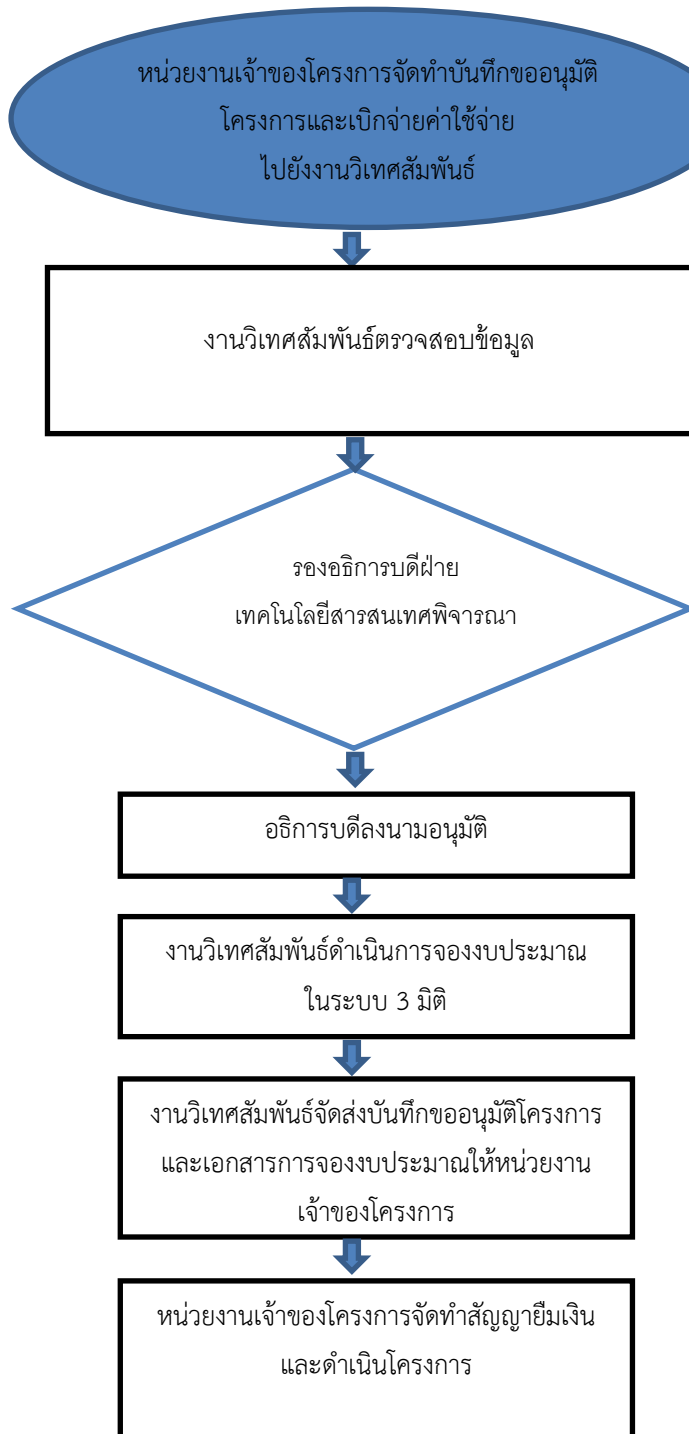 หน่วยงานเจ้าของโครงการจัดทำบันทึกขออนุมัติ
โครงการและเบิกจ่ายค่าใช้จ่าย
ไปยังงานวิเทศสัมพันธ์
งานวิเทศสัมพันธ์ตรวจสอบข้อมูล
รองอธิการบดีฝ่าย
เทคโนโลยีสารสนเทศพิจารณา
อธิการบดีลงนามอนุมัติ
งานวิเทศสัมพันธ์ดำเนินการจองงบประมาณ
ในระบบ 3 มิติ
งานวิเทศสัมพันธ์จัดส่งบันทึกขออนุมัติโครงการ
และเอกสารการจองงบประมาณให้หน่วยงาน
เจ้าของโครงการ
หน่วยงานเจ้าของโครงการจัดทำสัญญายืมเงิน
และดำเนินโครงการ